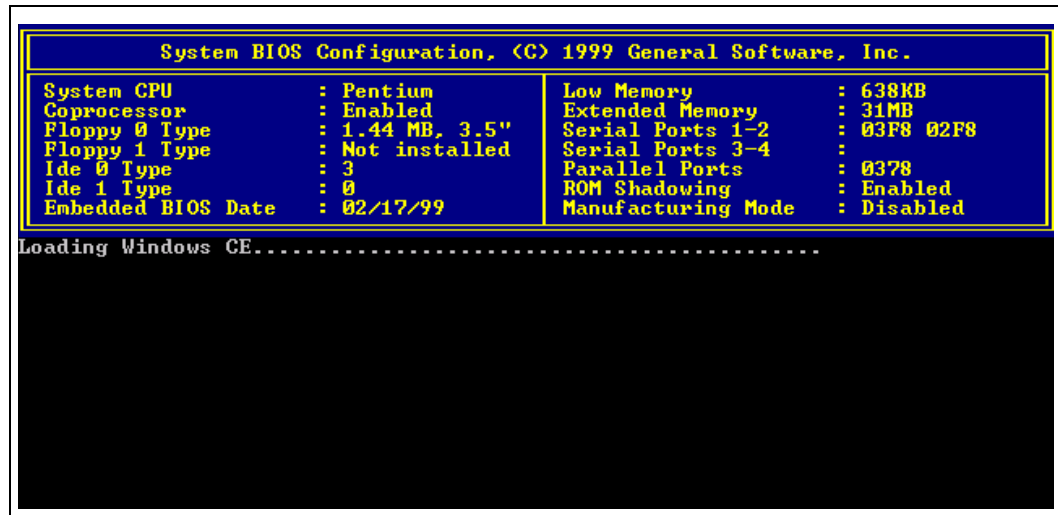 System BIOS Configuration, (C) 1999 General Software, Inc.
System CPU : Pentium
Coprocessor : Enabled
Floppy 0 Type : 1.44 MB, 3.5"
Floppy 1 Type : Not installed
Ide 0 Type : 3
Ide 1 Type : 0
Embedded BIOS Date : 02/17/99
Low Memory : 638KB
Extended Memory : 31MB
Serial Ports 1-2 : 03F8 02F8
Serial Ports 3-4 :
Parallel Ports : 0378
ROM Shadowing : Enabled
Manufacturing Mode : Disabled
Loading Windows CE...........................................